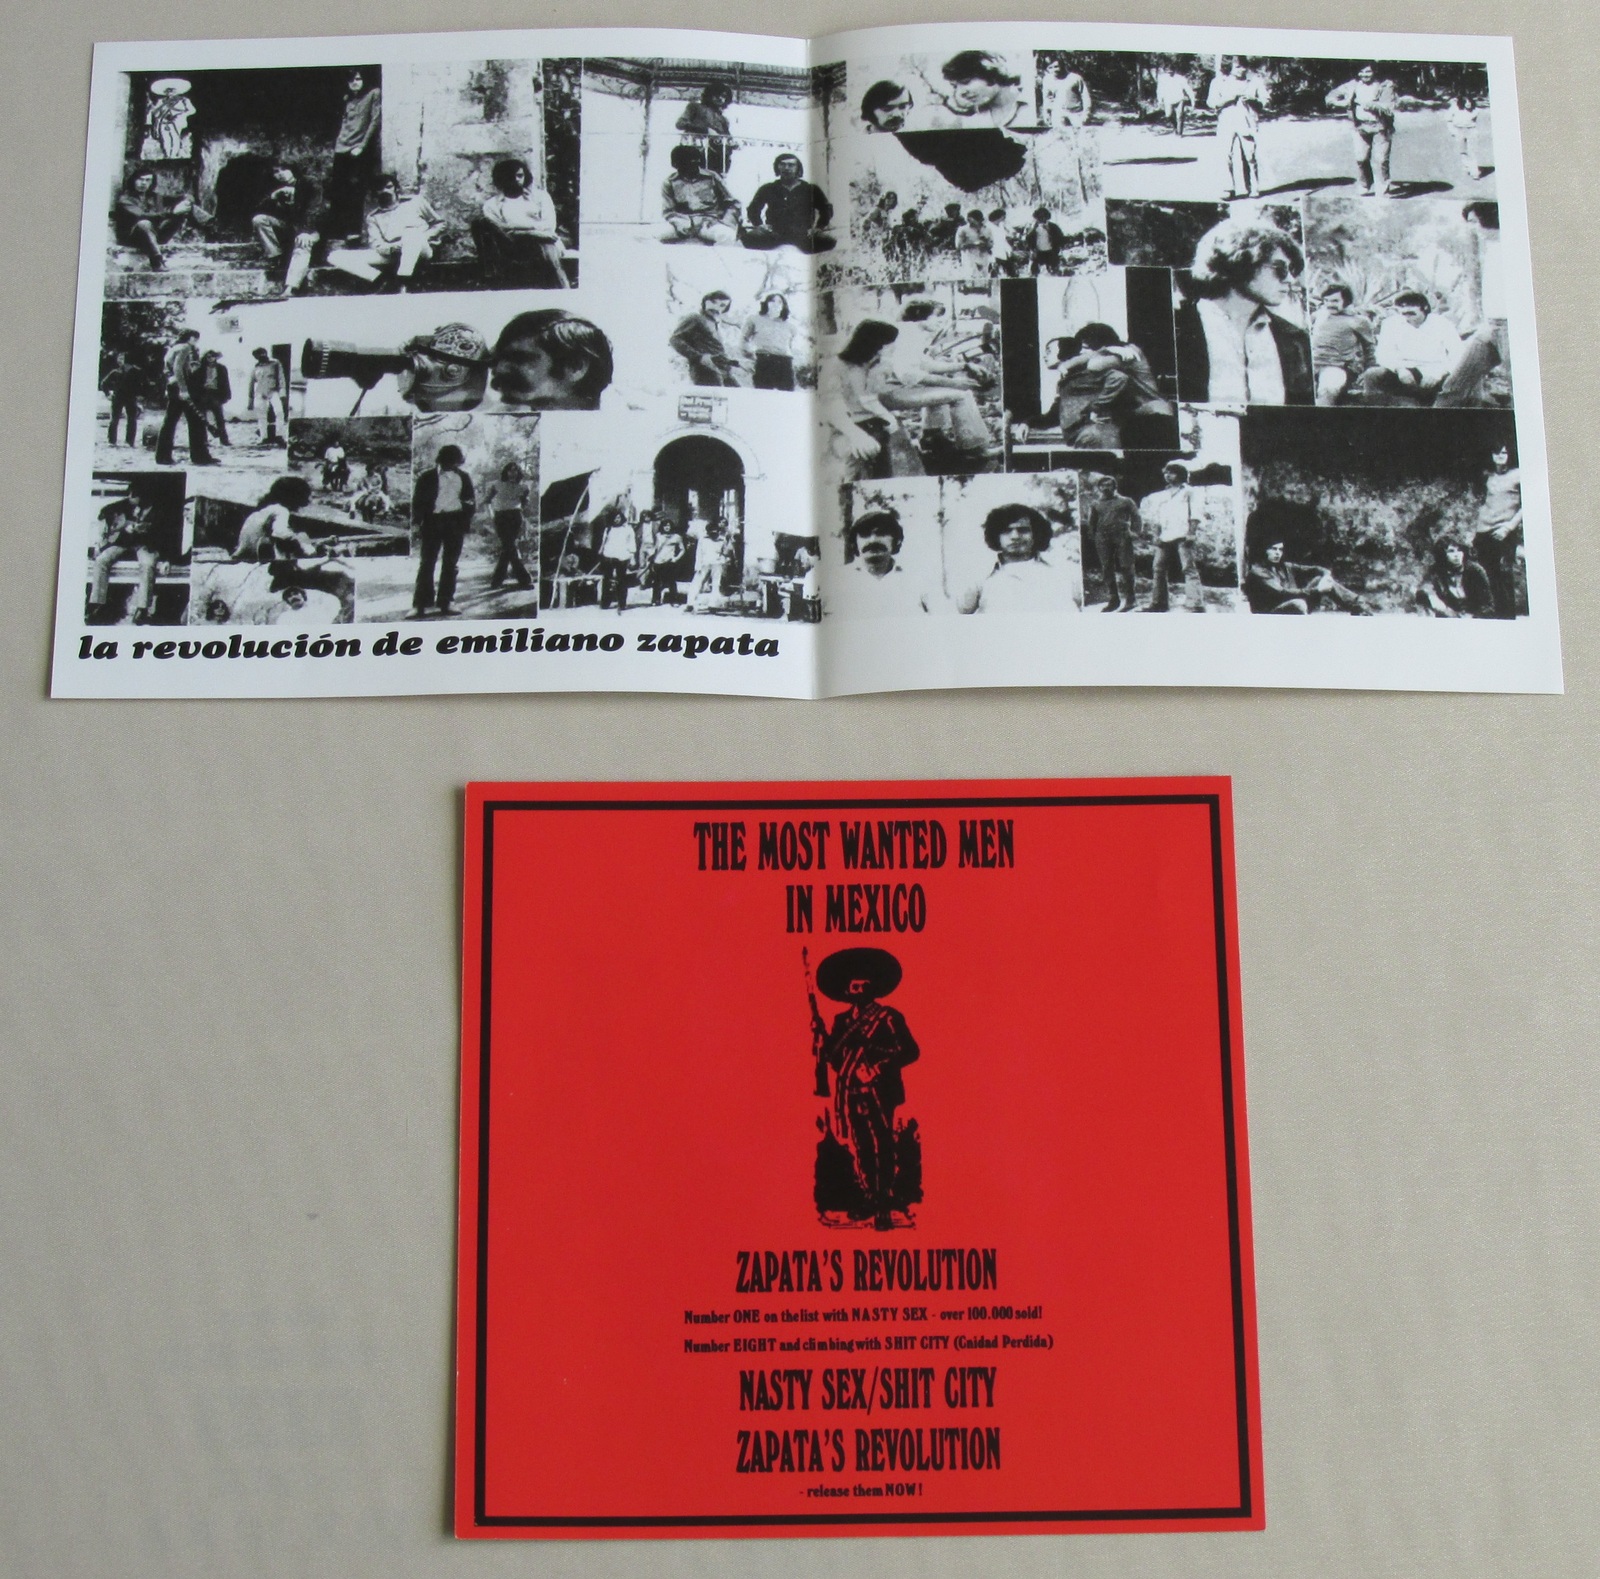 la revolución de emiliano zapata
THE MOST WANTED MEN
IN MEXICO
ZAPATA'S REVOLUTION
Number ONE on the list with NASTY SEX - over 100.000 sold!
Number EIGHT and climbing with SHIT CITY (Cuidad Perdida)
NASTY SEX/SHIT CITY
ZAPATA'S REVOLUTION
- release them NOW!